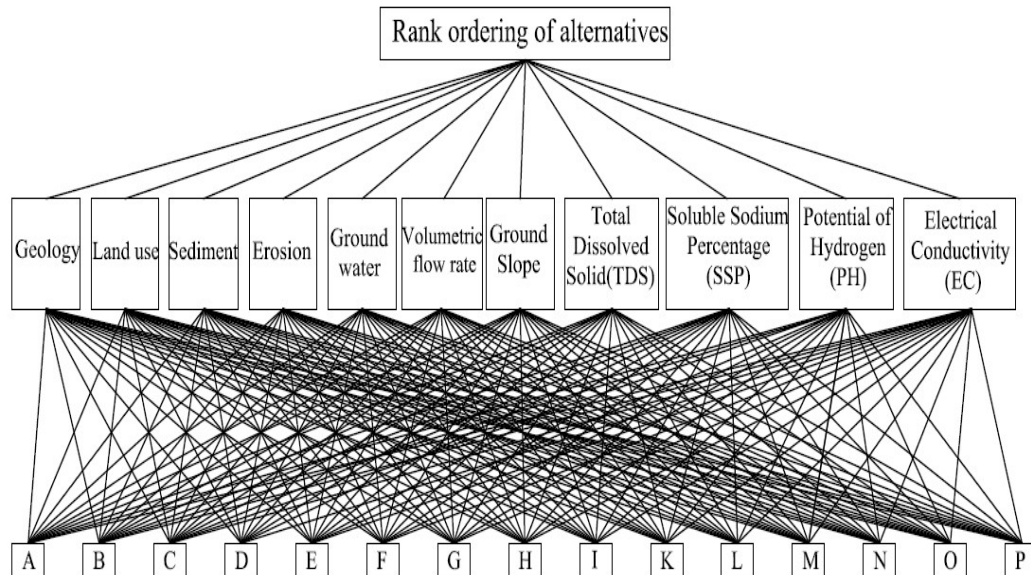 Rank ordering of alternatives
Geology
Land use
Sediment
Erosion
Ground
water
Volumetric
flow rate
Ground
Slope
Total
Dissolved
Solid(TDS)
Soluble Sodium
Percentage
(SSP)
Potential of
Hydrogen
(PH)
Electrical
Conductivity
(EC)
A B C D E F G H I K L M N O P